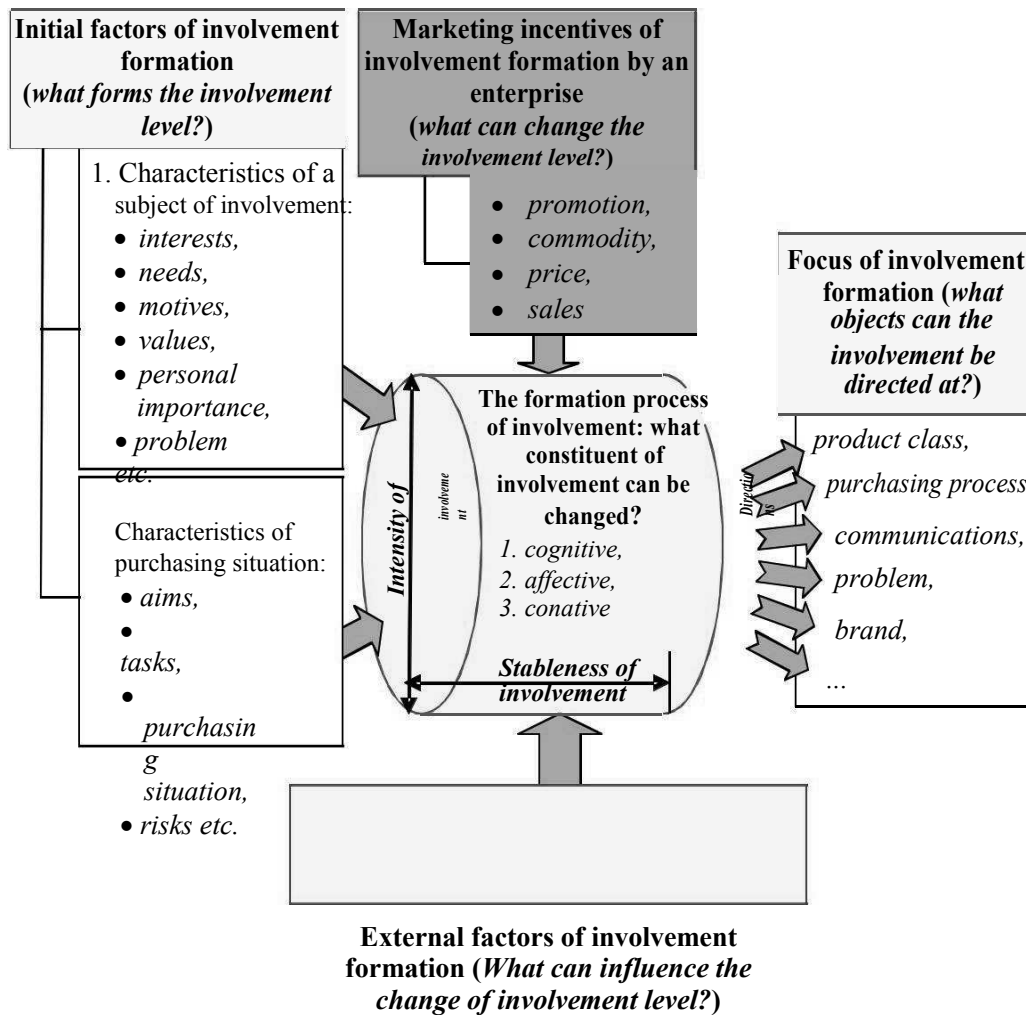 Initial factors of involvement
formation
(what forms the involvement
level?)
1. Characteristics of a
subject of involvement:
• interests,
• needs,
• motives,
• values,
• personal
importance,
• problem
etc.
Characteristics of
purchasing situation:
• aims,
•
tasks,
•
purchasin
g
situation,
• risks etc.
Marketing incentives of
involvement formation by an
enterprise
(what can change the
involvement level?)
• promotion,
• commodity,
• price,
• sales
Intensity of
involveme
nt
The formation process
of involvement: what
constituent of
involvement can be
changed?
1. cognitive,
2. affective,
3. conative
Stableness of
involvement
Directio
ns
Focus of involvement
formation (what
objects can the
involvement be
directed at?)
product class,
purchasing process
communications,
problem,
brand,
...
External factors of involvement
formation (What can influence the
change of involvement level?)